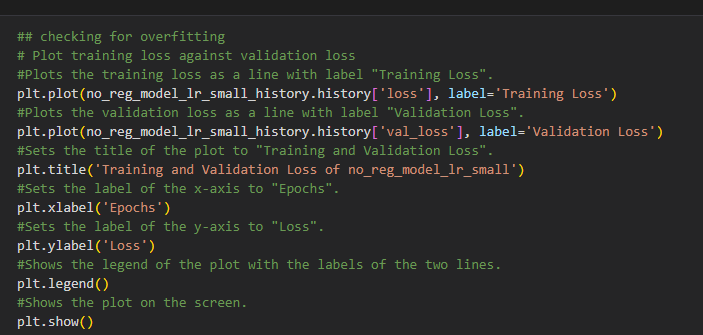 ## checking for overfitting
# Plot training loss against validation loss
#Plots the training loss as a line with label "Training Loss".
plt.plot(no_reg_model_lr_small_history.history['loss'], label='Training Loss')
#Plots the validation loss as a line with label "Validation Loss".
plt.plot(no_reg_model_lr_small_history.history['val_loss'], label='Validation Loss')
#Sets the title of the plot to "Training and Validation Loss".
plt.title('Training and Validation Loss of no_reg_model_lr_small')
#Sets the label of the x-axis to "Epochs".
plt.xlabel('Epochs')
#Sets the label of the y-axis to "Loss".
plt.ylabel('Loss')
#Shows the legend of the plot with the labels of the two lines.
plt.legend()
#Shows the plot on the screen.
plt.show()